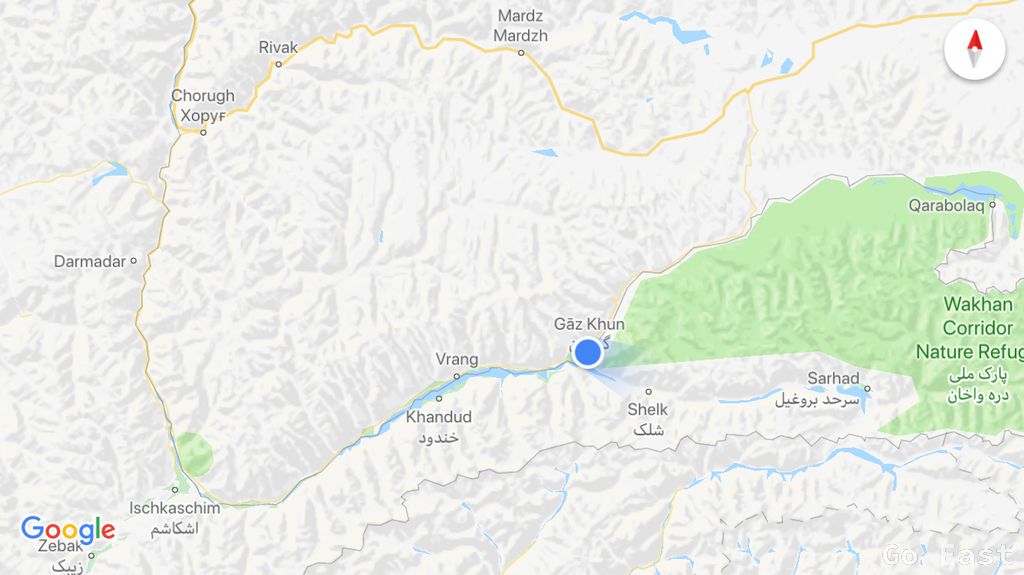 Mardz
Mardzh
Rivak
Chorugh
Хоруғ
Qarabolaq
Darmadar
Wakhan
Corridor
Nature Refug
پارک ملی
دره واخان
Gāz Khun
Vrang
Khandud
خندود
Sarhad
سرحد بروغیل
Shelk
شلک
Ischkaschim
اشکاشم
Google
Zebak
زیبک
Go, Fast